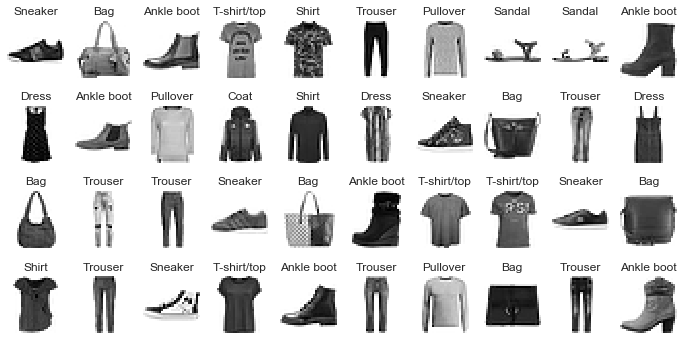 Sneaker Bag Ankle boot T-shirt/top Shirt Trouser Pullover Sandal Sandal Ankle boot
Dress Ankle boot Pullover Coat Shirt Dress Sneaker Bag Trouser Dress
Bag Trouser Trouser Sneaker Bag Ankle boot T-shirt/top T-shirt/top Sneaker Bag
Shirt Trouser Sneaker T-shirt/top Ankle boot Trouser Pullover Bag Trouser Ankle boot